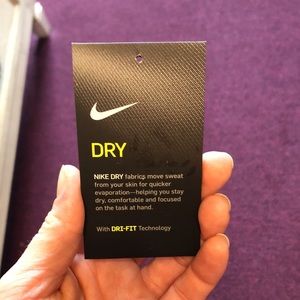 DRY
NIKE DRY fabrics move sweat
from your skin for quicker
evaporation—helping you stay
dry, comfortable and focused
on the task at hand.
With DRI-FIT Technology